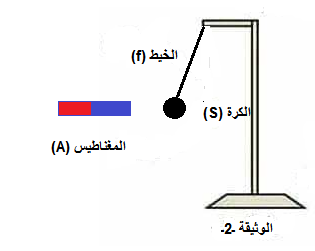 الخيط (f)
الكرة (S)
المغناطيس (A)
الوثيقة -2-